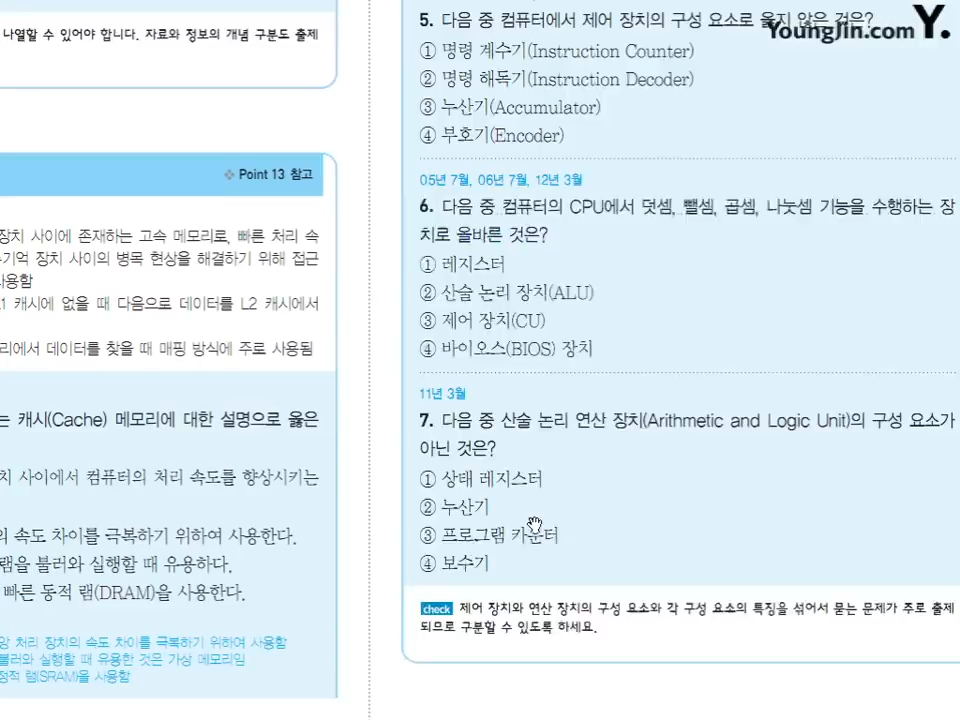 나열할 수 있어야 합니다. 자료와 정보의 개념 구분도 출제
❖ Point 13 참고
장치 사이에 존재하는 고속 메모리로, 빠른 처리 속
기억 장치 사이의 병목 현상을 해결하기 위해 접근
사용함
1 캐시에 없을 때 다음으로 데이터를 L2 캐시에서
리에서 데이터를 찾을 때 매핑 방식에 주로 사용됨
는 캐시(Cache) 메모리에 대한 설명으로 옳은
치 사이에서 컴퓨터의 처리 속도를 향상시키는
의 속도 차이를 극복하기 위하여 사용한다.
램을 불러와 실행할 때 유용하다.
빠른 동적 램(DRAM)을 사용한다.
앙 처리 장치의 속도 차이를 극복하기 위하여 사용함
불러와 실행할 때 유용한 것은 가상 메모리임
정적 램(SRAM)을 사용함
5. 다음 중 컴퓨터에서 제어 장치의 구성 요소로 옳지 않은 것은?
YoungJin.com Y.
① 명령 계수기(Instruction Counter)
② 명령 해독기(Instruction Decoder)
③ 누산기(Accumulator)
④ 부호기(Encoder)
05년 7월, 06년 7월, 12년 3월
6. 다음 중 컴퓨터의 CPU에서 덧셈, 뺄셈, 곱셈, 나눗셈 기능을 수행하는 장
치로 올바른 것은?
① 레지스터
② 산술 논리 장치(ALU)
③ 제어 장치(CU)
④ 바이오스(BIOS) 장치
11년 3월
7. 다음 중 산술 논리 연산 장치(Arithmetic and Logic Unit)의 구성 요소가
아닌 것은?
① 상태 레지스터
② 누산기
③ 프로그램 카운터
④ 보수기
check 제어 장치와 연산 장치의 구성 요소와 각 구성 요소의 특징을 섞어서 묻는 문제가 주로 출제
되므로 구분할 수 있도록 하세요.